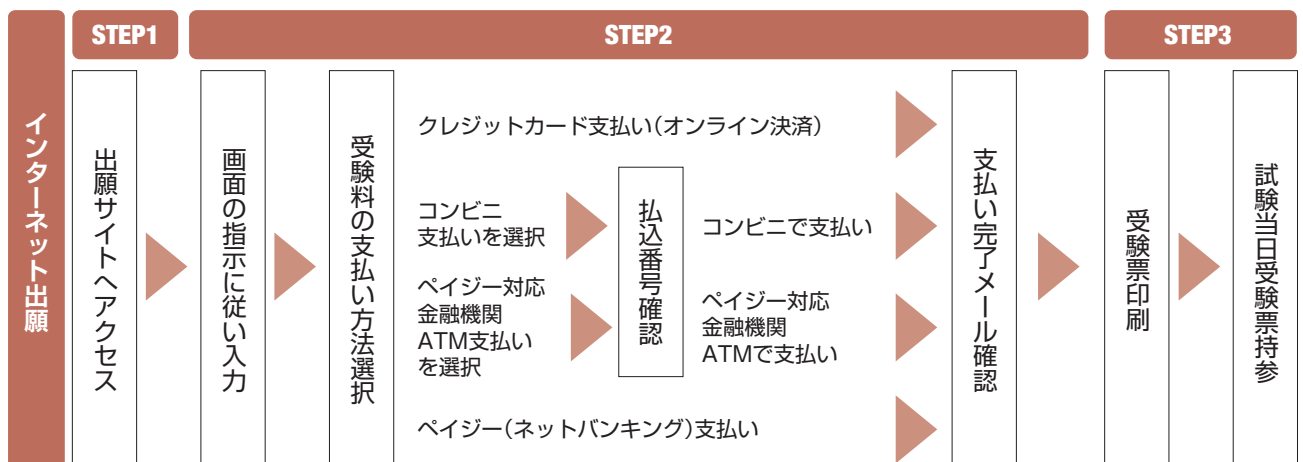 STEP1
STEP2
STEP3
インターネット出願
出願サイトへアクセス
画面の指示に従い入力
受験料の支払い方法選択
クレジットカード支払い（オンライン決済）
コンビニ
支払いを選択
ペイジー対応
金融機関
ATM支払い
を選択
払込番号確認
コンビニで支払い
ペイジー対応
金融機関
ATMで支払い
ペイジー（ネットバンキング）支払い
支払い完了メール確認
受験票印刷
試験当日受験票持参